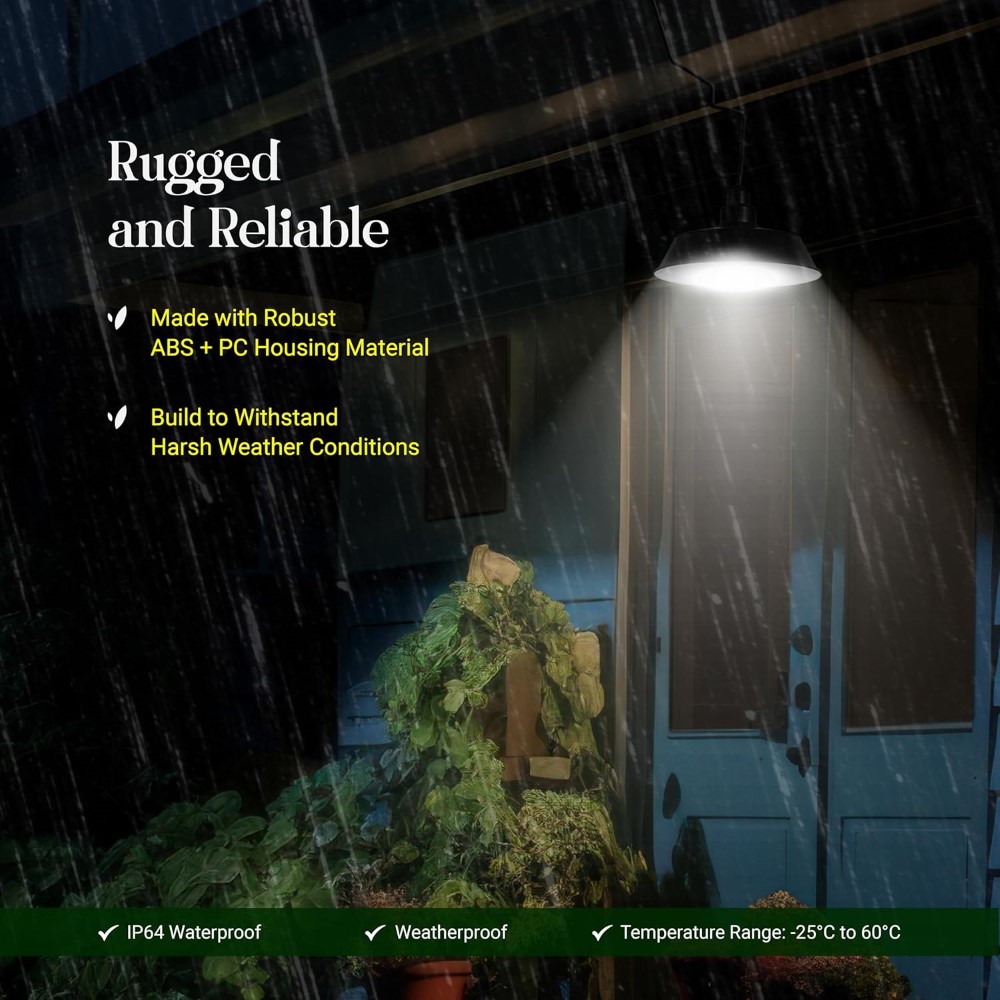 Rugged
and Reliable
Made with Robust
ABS + PC Housing Material
Build to Withstand
Harsh Weather Conditions
IP64 Waterproof
Weatherproof
Temperature Range: -25°C to 60°C